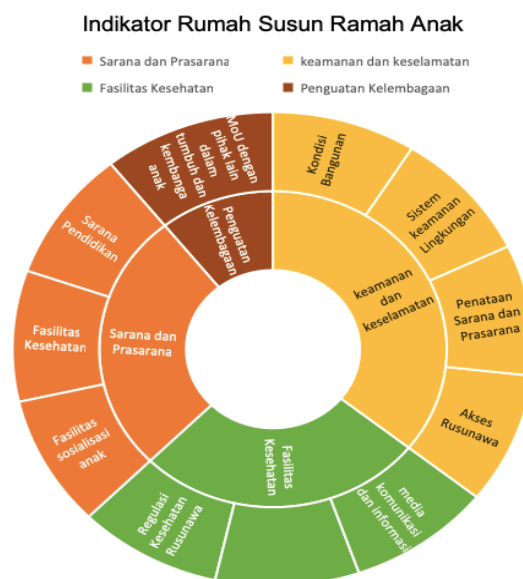 Indikator Rumah Susun Ramah Anak
Sarana dan Prasarana
keamanan dan keselamatan
Fasilitas Kesehatan
Penguatan Kelembagaan
MoU dengan
pihak lain
dalam
tumbuh dan
kembanga
anak
Kondisi
Bangunan
Sistem
keamanan
Lingkungan
Penataan
Sarana dan
Prasarana
Akses
Rusunawa
media
komunikasi
dan informasi
Regulasi
Kesehatan
Rusunawa
Fasilitas
sosialisasi
anak
Fasilitas
Kesehatan
Sarana
Pendidikan
Penguatan
Kelembagaan
keamanan
dan
keselamatan
Fasilitas
Kesehatan
Sarana dan
Prasarana